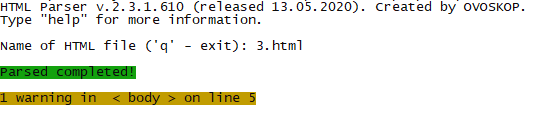 HTML Parser v.2.3.1.610 (released 13.05.2020). Created by OVOSKOP.
Type "help" for more information.
Name of HTML file ('q' - exit): 3.html
Parsed completed!
1 warning in  < body > on line 5